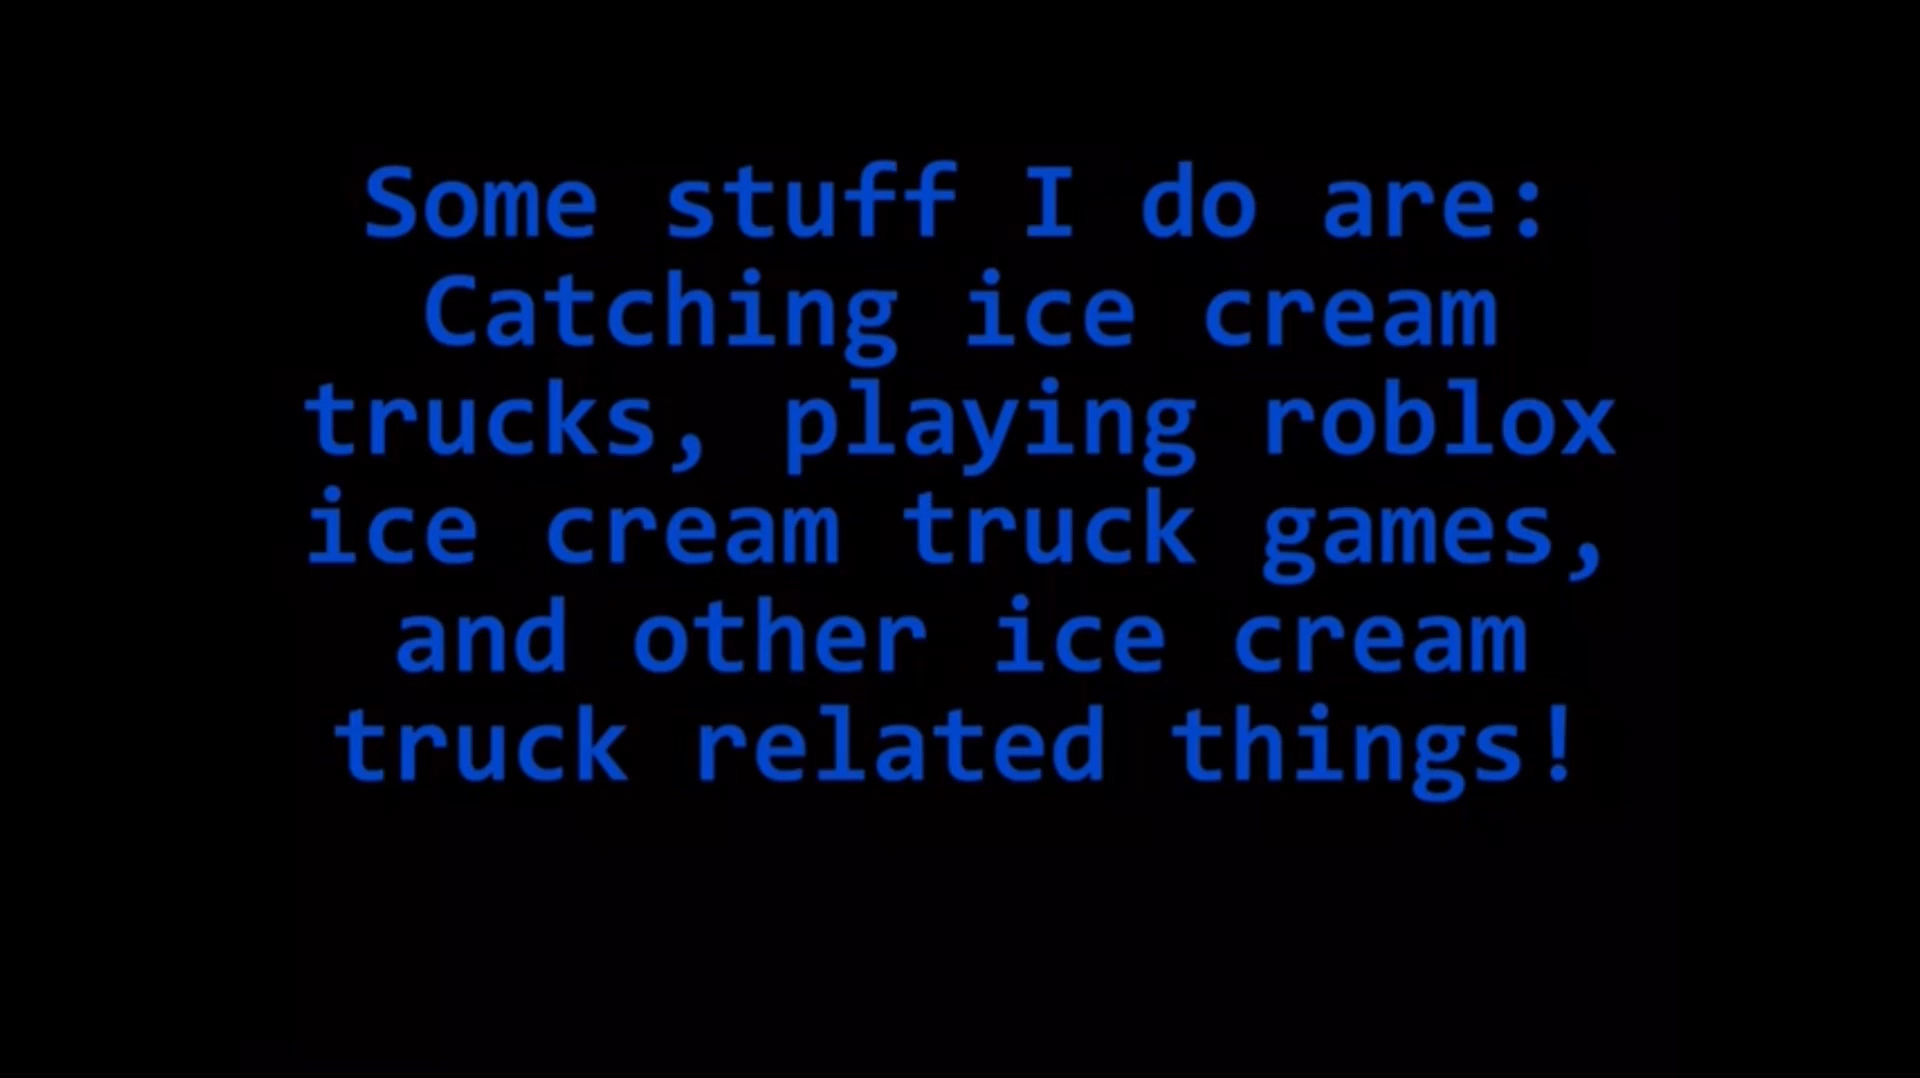 Some stuff I do are:
Catching ice cream
trucks, playing roblox
ice cream truck games,
and other ice cream
truck related things!